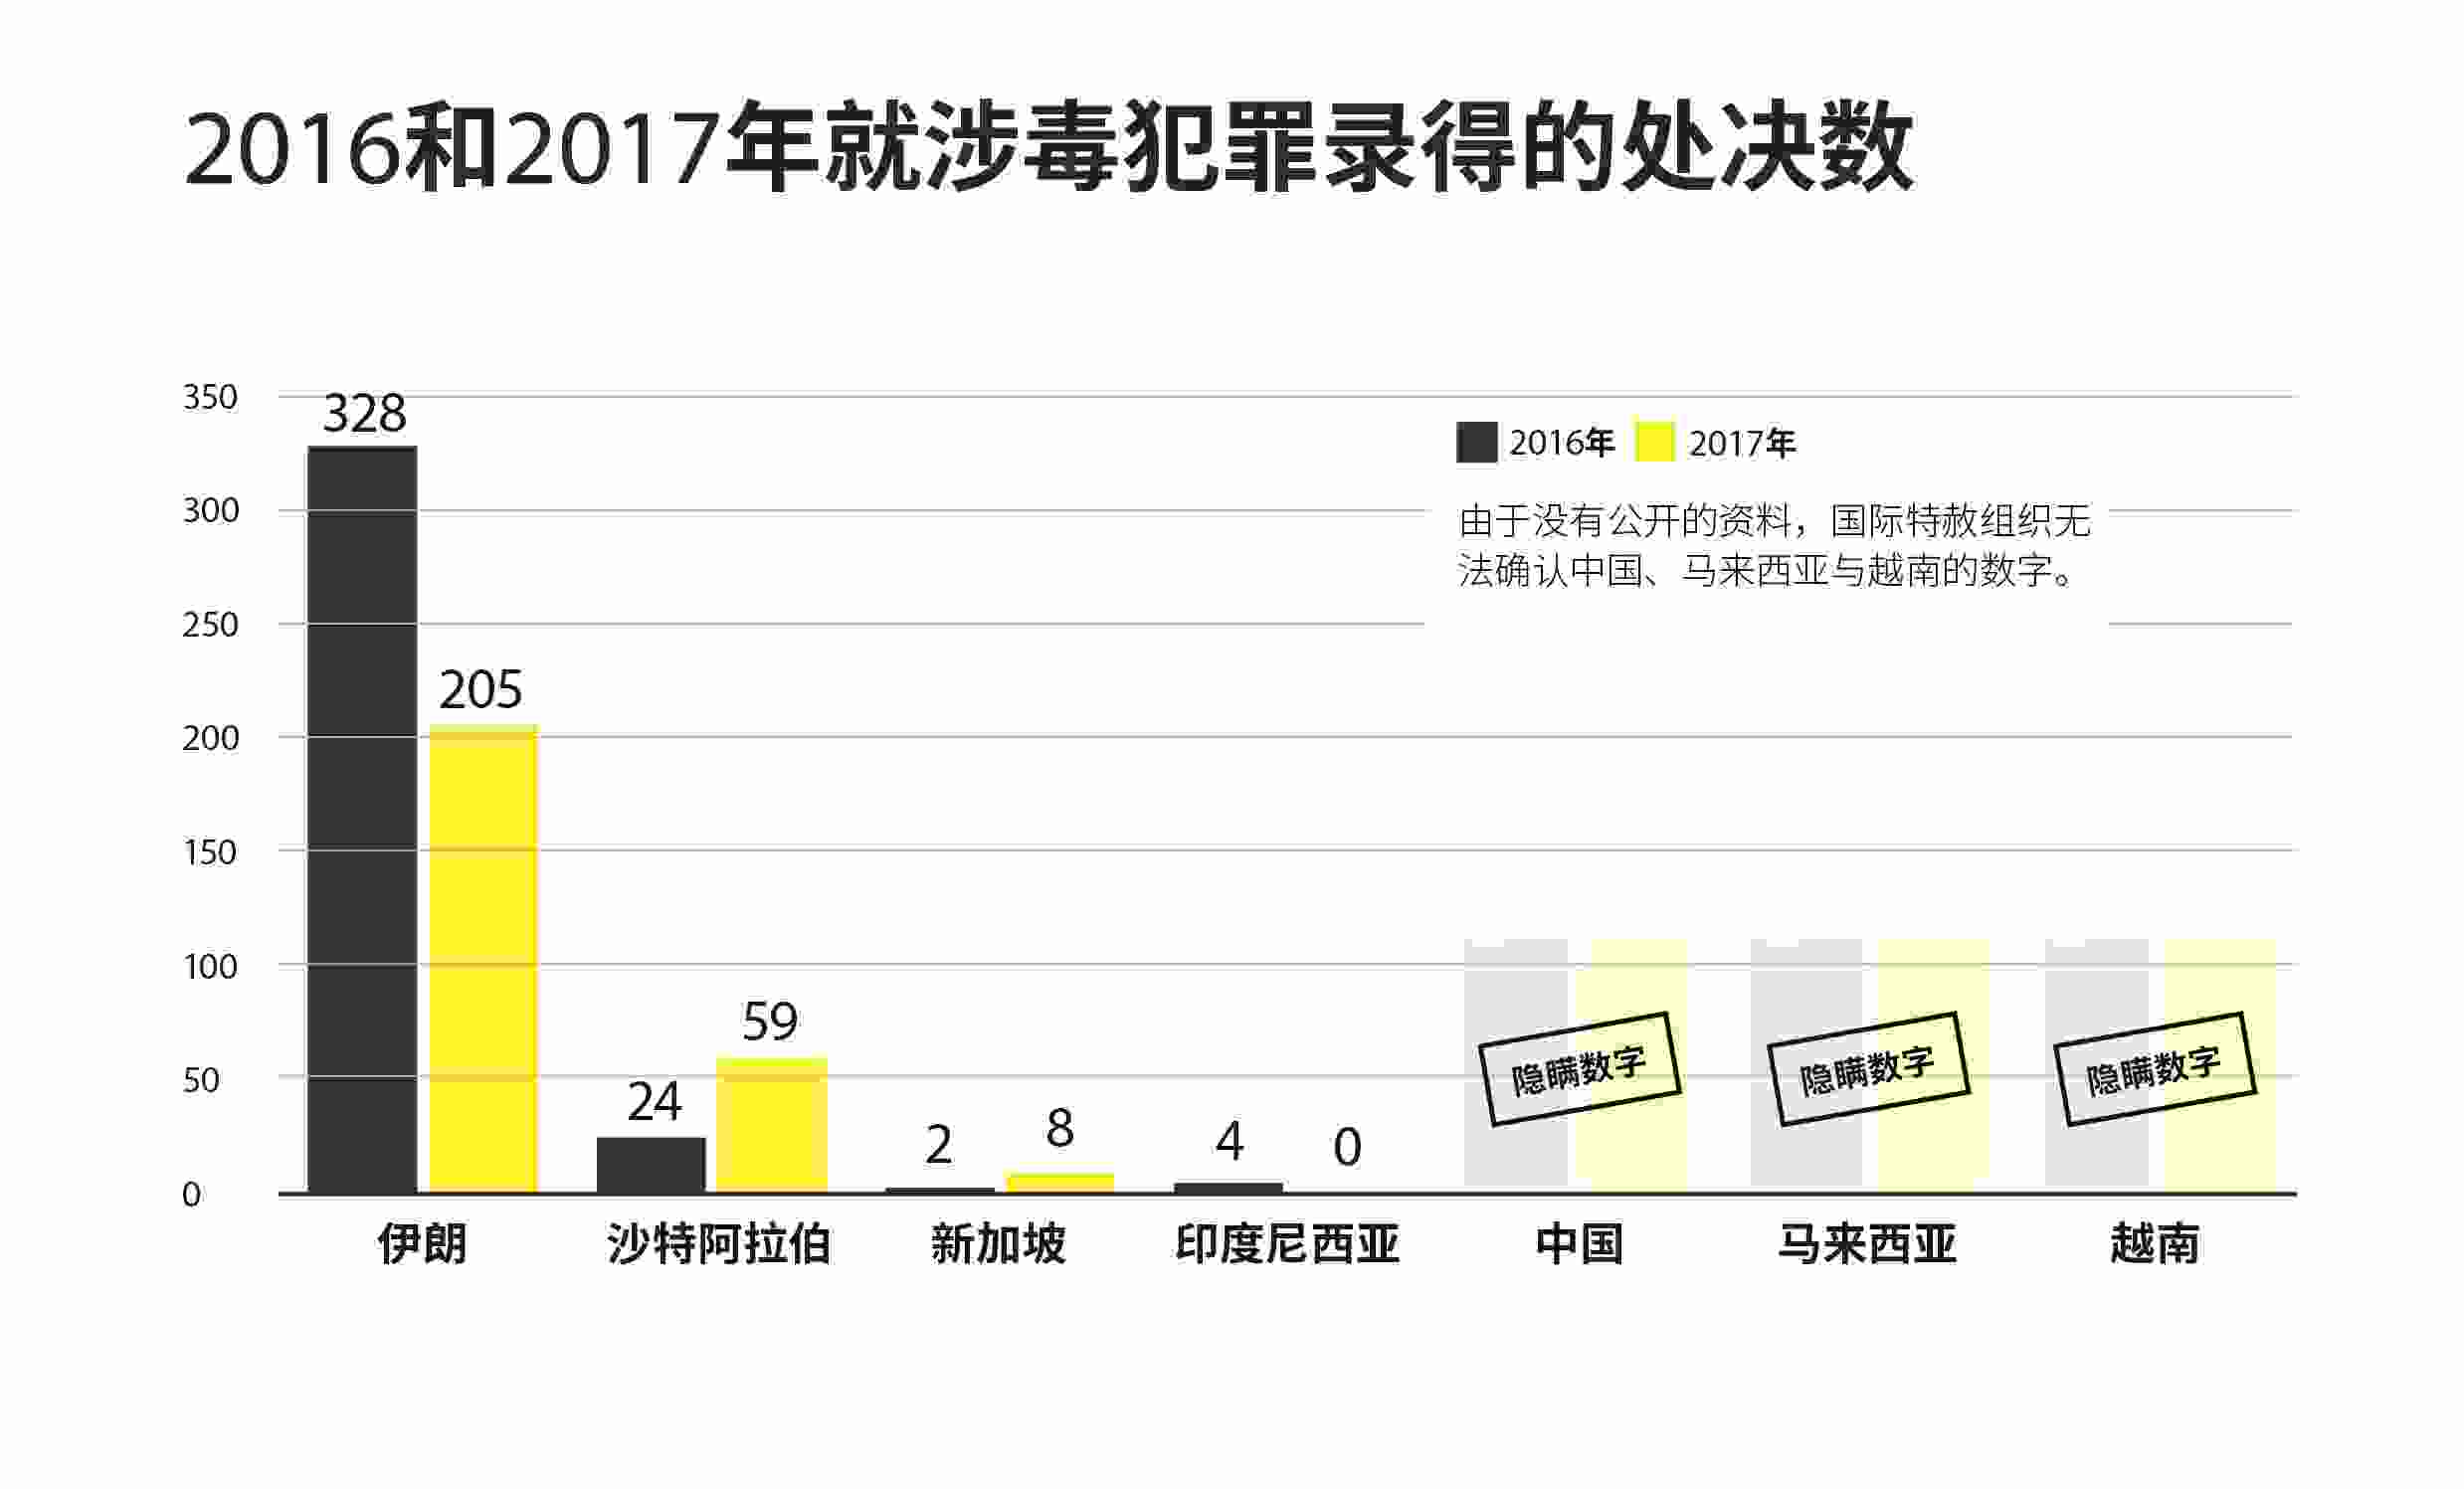 2016和2017年就涉毒犯罪录得的处决数
350
328
2016年 2017年
300
由于没有公开的资料，国际特赦组织无
法确认中国、马来西亚与越南的数字。
250
205
200
150
100
59
50
24
8
2
4
0
隐瞒数字
隐瞒数字
隐瞒数字
0
伊朗 沙特阿拉伯 新加坡 印度尼西亚 中国 马来西亚 越南